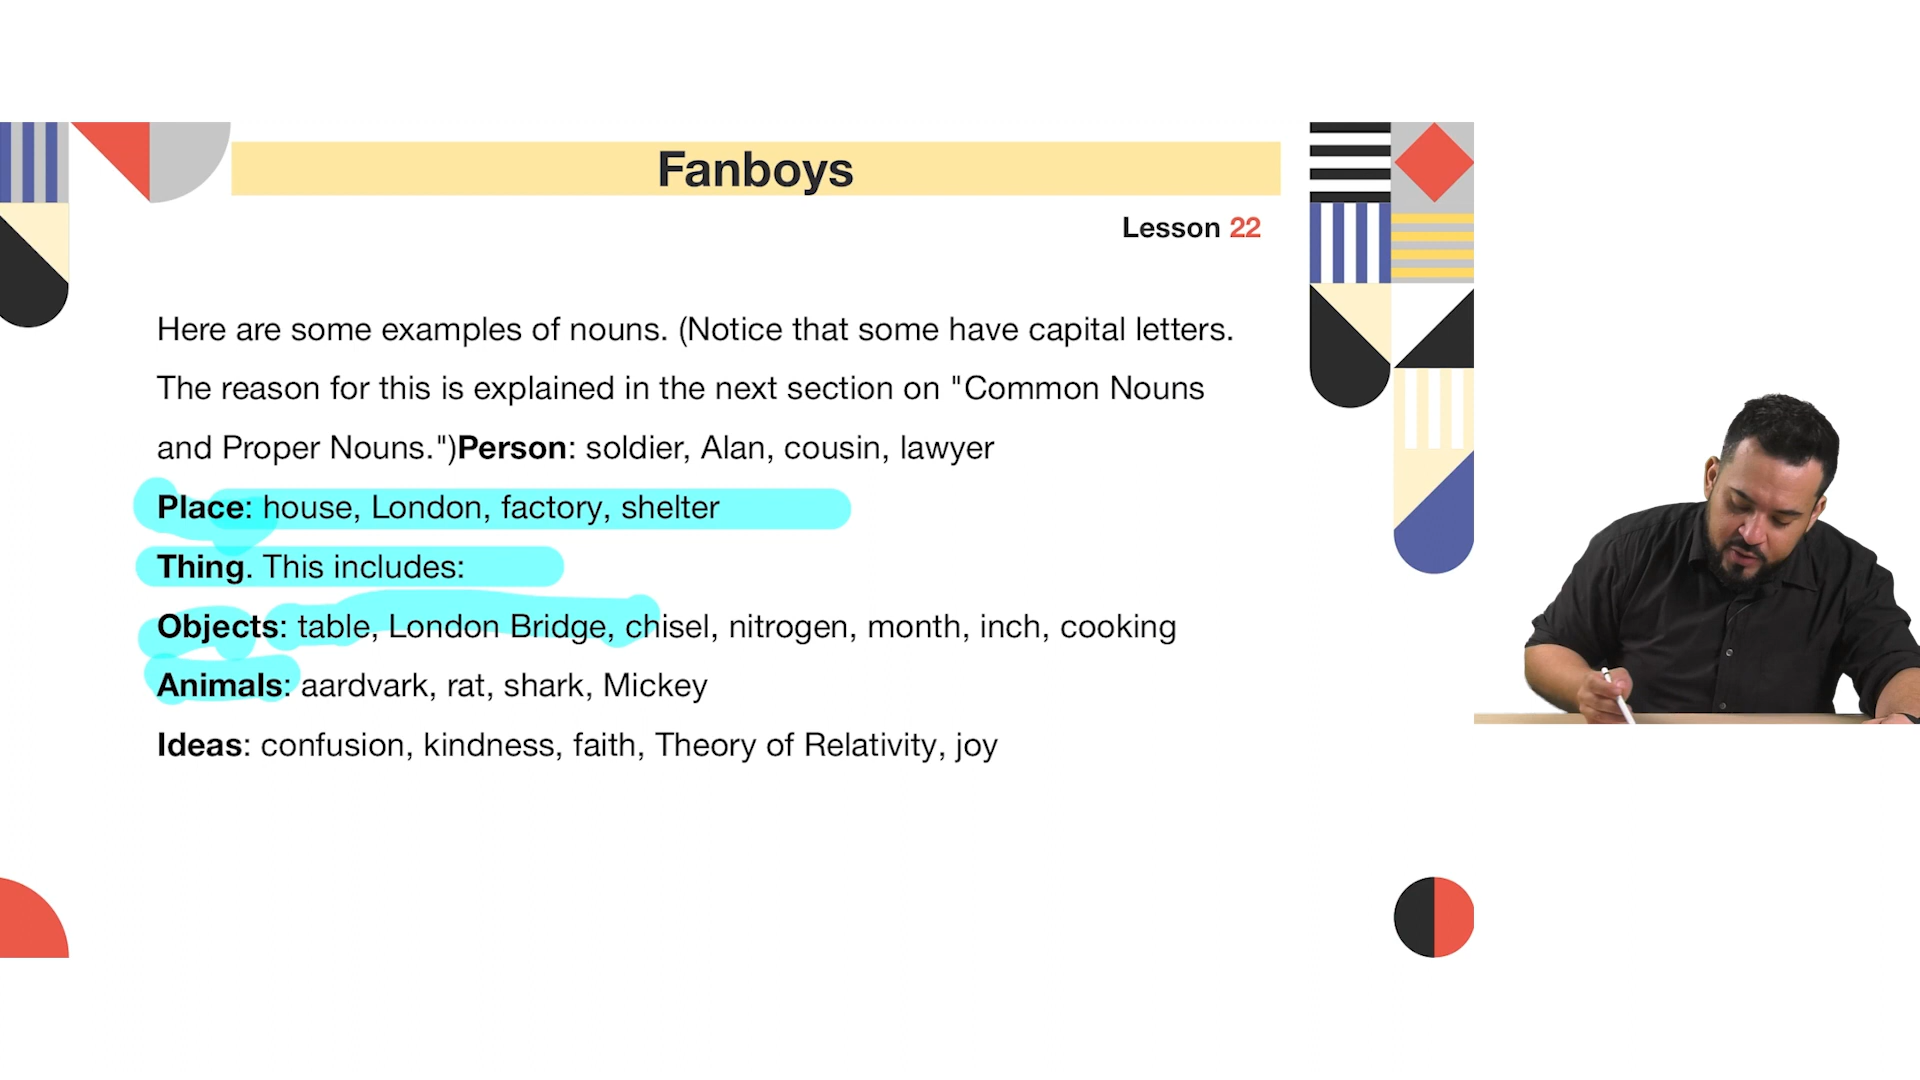 Fanboys
Lesson 22
Here are some examples of nouns. (Notice that some have capital letters.
The reason for this is explained in the next section on "Common Nouns
and Proper Nouns.")Person: soldier, Alan, cousin, lawyer
Place: house, London, factory, shelter
Thing. This includes:
Objects: table, London Bridge, chisel, nitrogen, month, inch, cooking
Animals: aardvark, rat, shark, Mickey
Ideas: confusion, kindness, faith, Theory of Relativity, joy